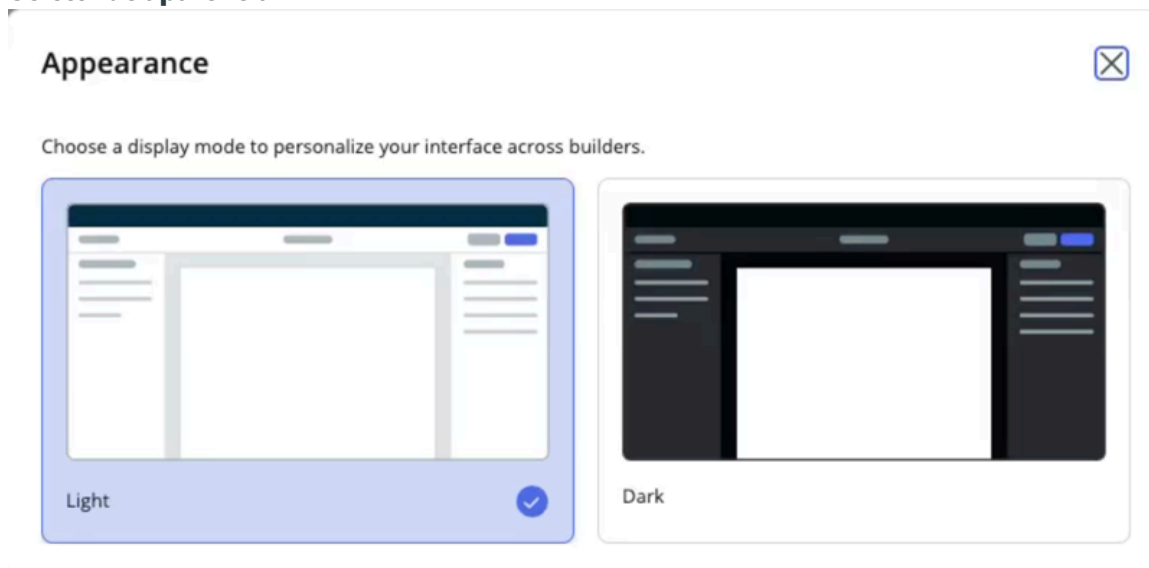 Appearance
Choose a display mode to personalize your interface across builders.
Light
Dark